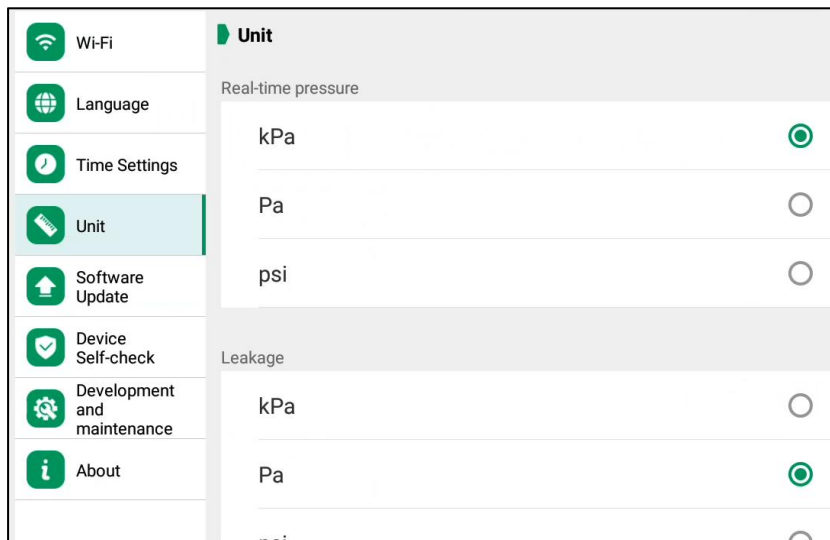 Wi-Fi
Language
Time Settings
Unit
Software
Update
Device
Self-check
Development
and
maintenance
About
Unit
Real-time pressure
kPa
Pa
psi
Leakage
kPa
Pa